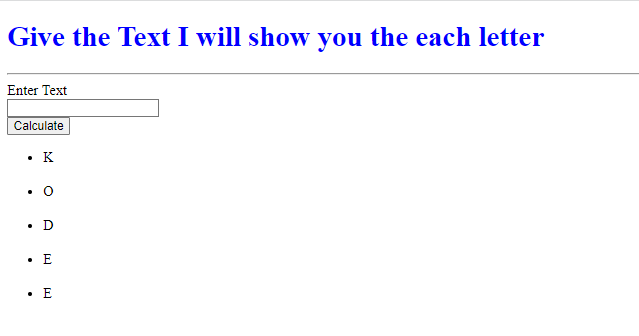 Give the Text I will show you the each letter
Enter Text
Calculate
K
O
D
E
E